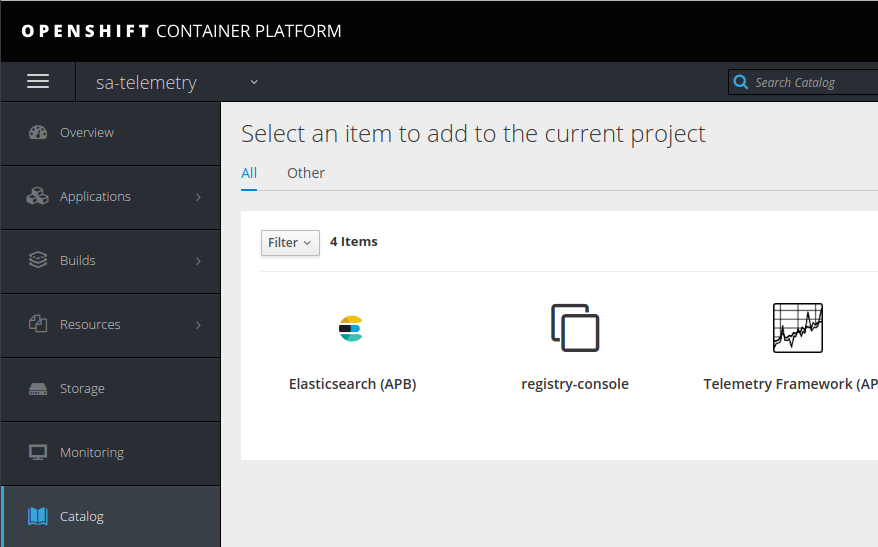 OPENSHIFT CONTAINER PLATFORM
sa-telemetry
Search Catalog
Overview
Applications
Builds
Resources
Storage
Monitoring
Catalog
Select an item to add to the current project
All Other
Filter 4 Items
Elasticsearch (APB) registry-console Telemetry Framework (AP